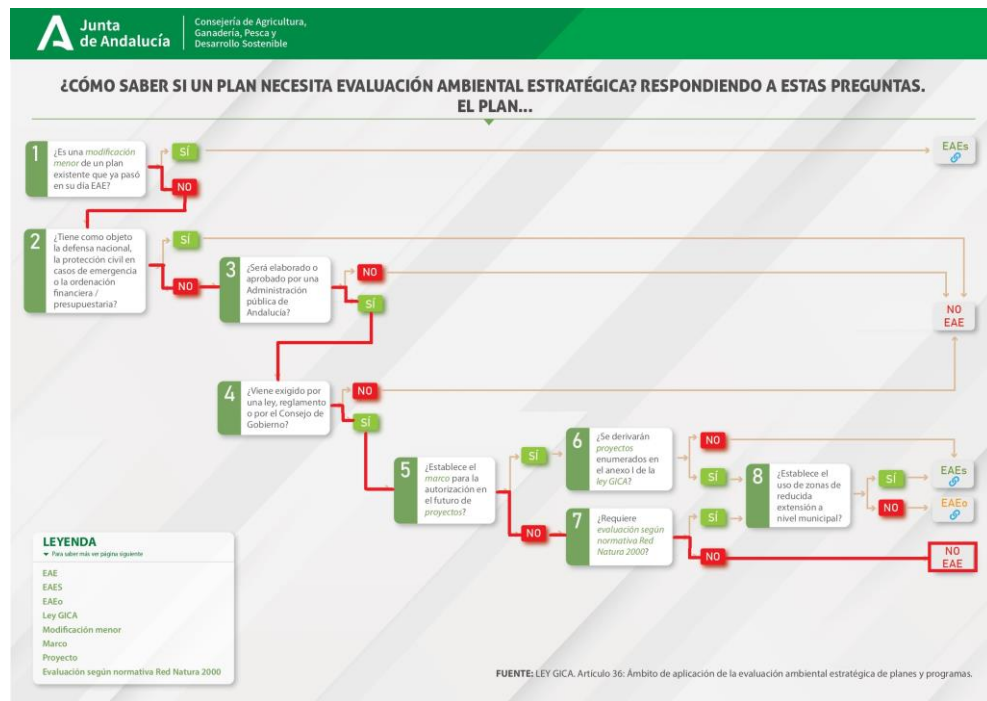 Junta
de Andalucía
Consejería de Agricultura,
Ganadería, Pesca y
Desarrollo Sostenible
¿CÓMO SABER SI UN PLAN NECESITA EVALUACIÓN AMBIENTAL ESTRATÉGICA? RESPONDIENDO A ESTAS PREGUNTAS.
EL PLAN...
1
¿Es una modificación
menor de un plan
existente que ya pasó
en su día EAE?
SÍ
NO
EAEs
2
¿Tiene como objeto
la defensa nacional,
la protección civil en
casos de emergencia
o la ordenación
financiera /
presupuestaria?
SÍ
NO
3
¿Será elaborado o
aprobado por una
Administración
pública de
Andalucía?
NO
SÍ
NO
EAE
4
¿Viene exigido por
una ley, reglamento
o por el Consejo de
Gobierno?
NO
SÍ
5
¿Establece el
marco para la
autorización en
el futuro de
proyectos?
SÍ
NO
6
¿Se derivarán
proyectos
enumerados en
el anexo I de la
ley GICA?
NO
SÍ
7
¿Requiere
evaluación según
normativa Red
Natura 2000?
SÍ
NO
8
¿Establece el
uso de zonas de
reducida
extensión a
nivel municipal?
SÍ
NO
EAEs
EAEo
NO
EAE
LEYENDA
Para saber más ver página siguiente
EAE
EAES
EAEo
Ley GICA
Modificación menor
Marco
Proyecto
Evaluación según normativa Red Natura 2000
FUENTE: LEY GICA. Artículo 36: Ámbito de aplicación de la evaluación ambiental estratégica de planes y programas.